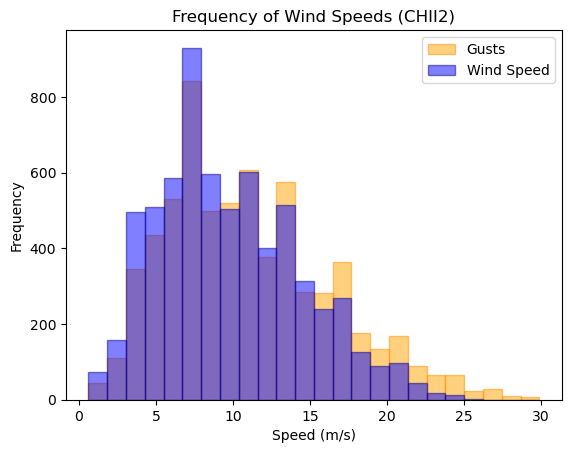 Frequency of Wind Speeds (CHII2)
Gusts
Wind Speed
Frequency
800
600
400
200
0
0 5 10 15 20 25 30
Speed (m/s)